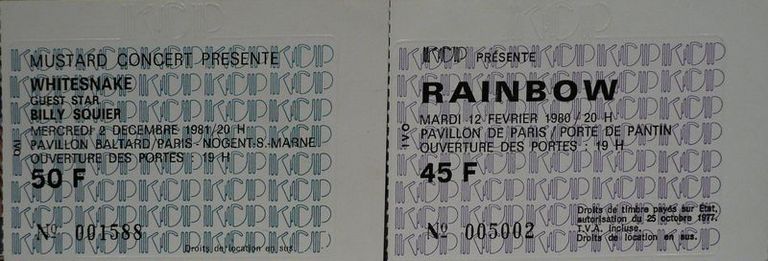 MUSTARD CONCERT PRESENTE
WHITESNAKE
GUEST STAR
BILLY SQUIER
MERCREDI 2 DECEMBRE 1981/20 H
PAVILLON BALTARD/PARIS - NOGENT-S.-MARNE
OUVERTURE DES PORTES : 19 H
50 F
Nº 001588
Droits de location en sus.
KCP PRÉSENTE
RAINBOW
MARDI 12 FEVRIER 1980/20 H
PAVILLON DE PARIS / PORTE DE PANTIN
OUVERTURE DES PORTES : 19 H
45 F
Nº 005002
Droits de timbre payés sur État,
autorisation du 25 octobre 1977.
T.V.A. incluse.
Droits de location en sus.